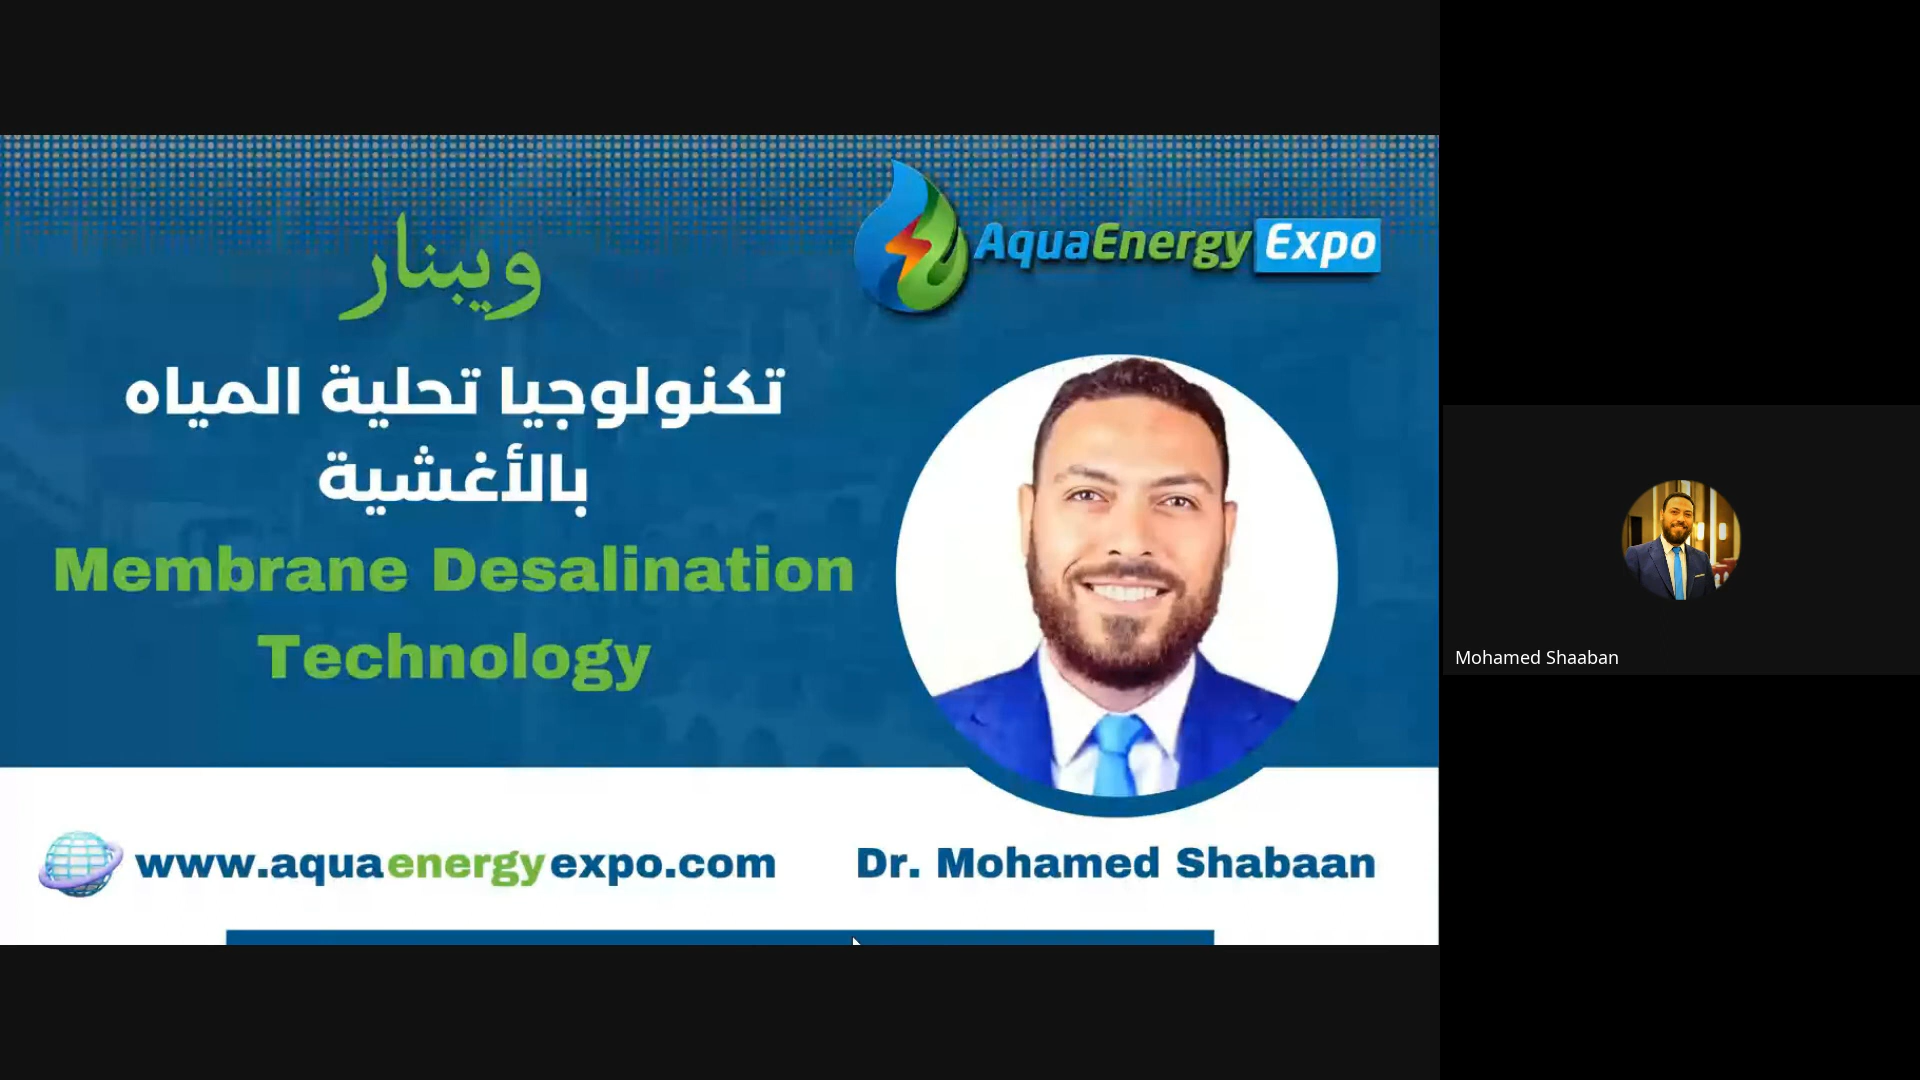 AquaEnergy Expo
ويبنار
تكنولوجيا تحلية المياه
بالأغشية
Membrane Desalination
Technology
www.aquaenergyexpo.com
Dr. Mohamed Shabaan
Mohamed Shaaban